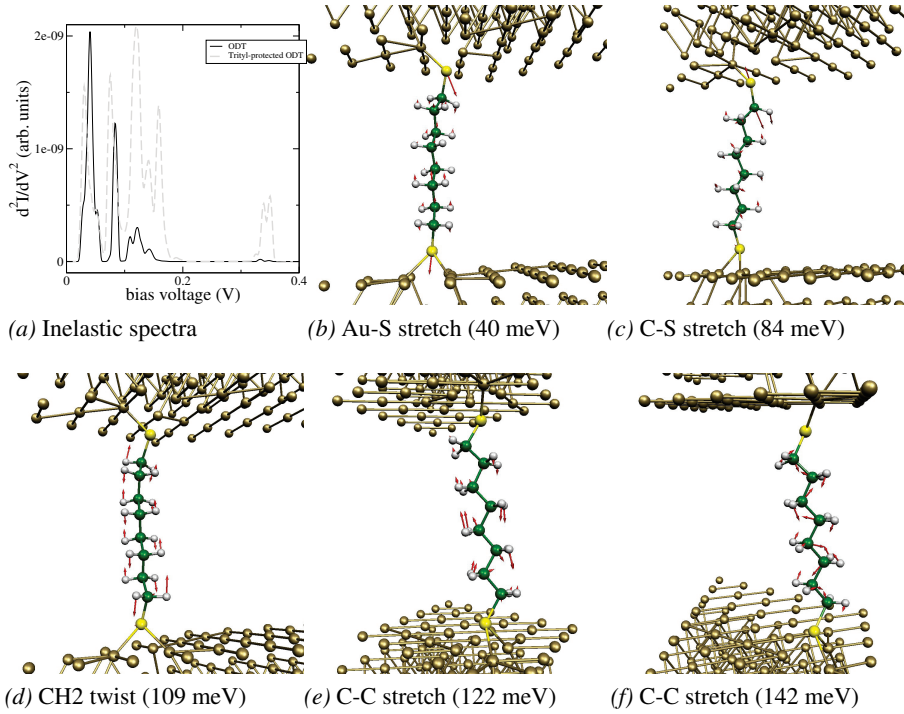 2e-09
ODT
Trityl-protected ODT
1e-09
d²I/dV² (arb. units)
0
0 0.2 0.4
bias voltage (V)
(a) Inelastic spectra
(b) Au-S stretch (40 meV)
(c) C-S stretch (84 meV)
(d) CH2 twist (109 meV)
(e) C-C stretch (122 meV)
(f) C-C stretch (142 meV)